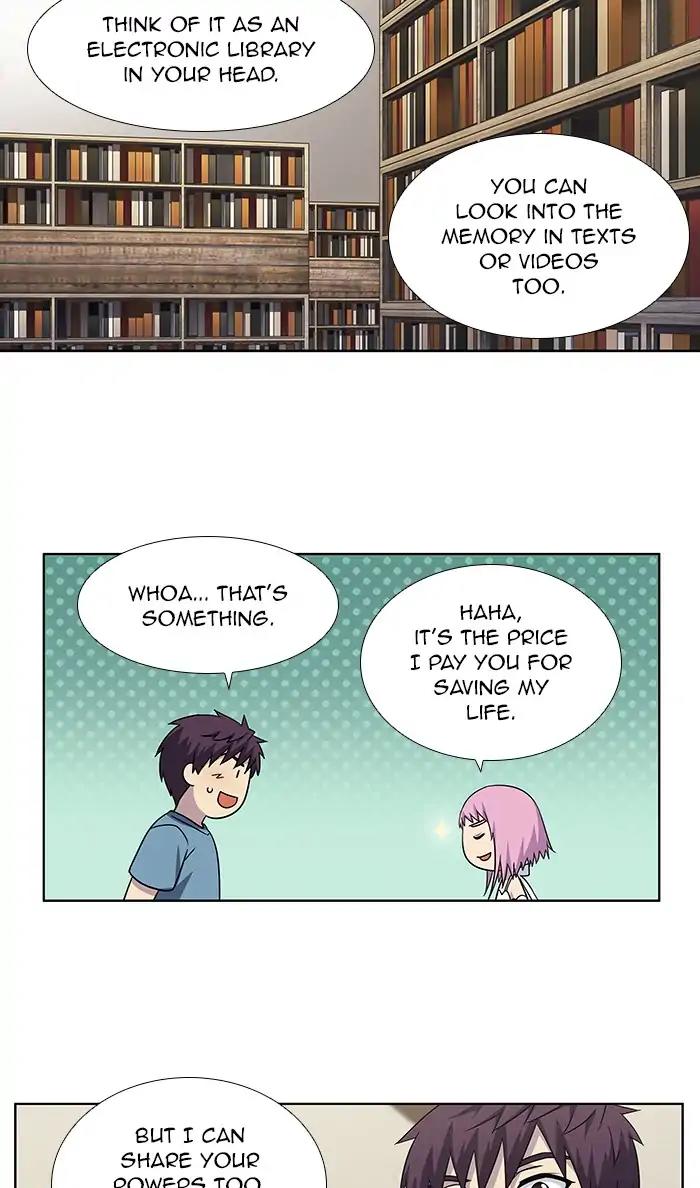 THINK OF IT AS AN
ELECTRONIC LIBRARY
IN YOUR HEAD.
YOU CAN
LOOK INTO THE
MEMORY IN TEXTS
OR VIDEOS
TOO.
WHOA... THAT'S
SOMETHING.
HAHA,
IT'S THE PRICE
I PAY YOU FOR
SAVING MY
LIFE.
BUT I CAN
SHARE YOUR
POWERS TOO